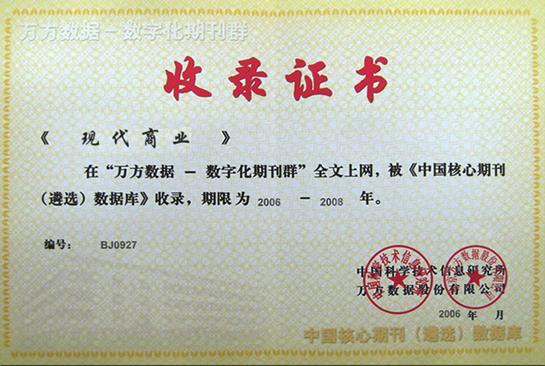 万方数据－数字化期刊群
收录证书
《 现代商业 》
在“万方数据 － 数字化期刊群”全文上网，被《中国核心期刊
（遴选）数据库》收录，期限为 2006 －2008 年。
编号： BJ0927
中国科学技术信息研究所
万方数据股份有限公司
2006 年 月
中国核心期刊（遴选）数据库